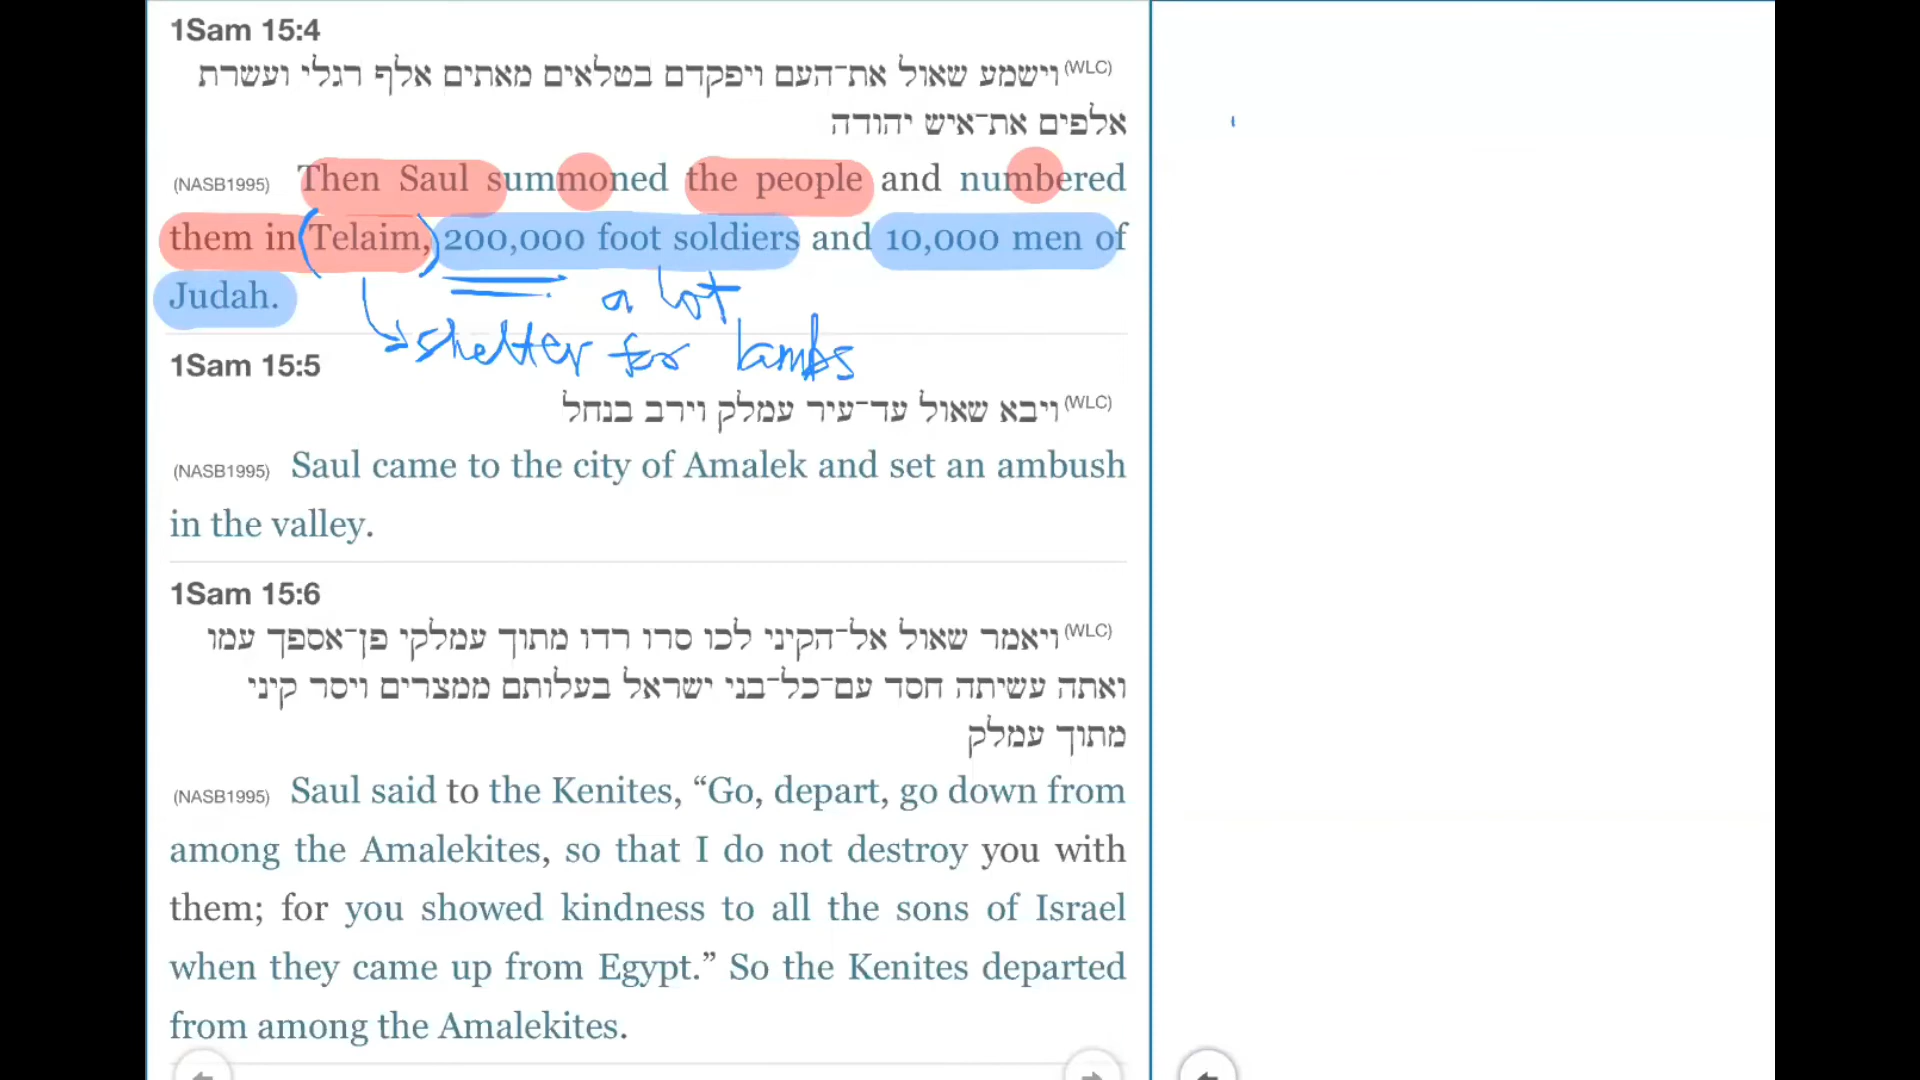 1Sam 15:4
(WLC) וישמע שאול את־העם ויפקדם בטלאים מאתים אלף רגלי ועשרת
אלפים את־איש יהודה
(NASB1995) Then Saul summoned the people and numbered
them in (Telaim,) 200,000 foot soldiers and 10,000 men of
Judah.
a lot
shelter for lambs
1Sam 15:5
(WLC) ויבא שאול עד־עיר עמלק וירב בנחל
(NASB1995) Saul came to the city of Amalek and set an ambush
in the valley.
1Sam 15:6
(WLC) ויאמר שאול אל־הקיני לכו סרו רדו מתוך עמלקי פן־אספך עמו
ואתה עשיתה חסד עם־כל־בני ישראל בעלותם ממצרים ויסר קיני
מתוך עמלק
(NASB1995) Saul said to the Kenites, “Go, depart, go down from
among the Amalekites, so that I do not destroy you with
them; for you showed kindness to all the sons of Israel
when they came up from Egypt.” So the Kenites departed
from among the Amalekites.